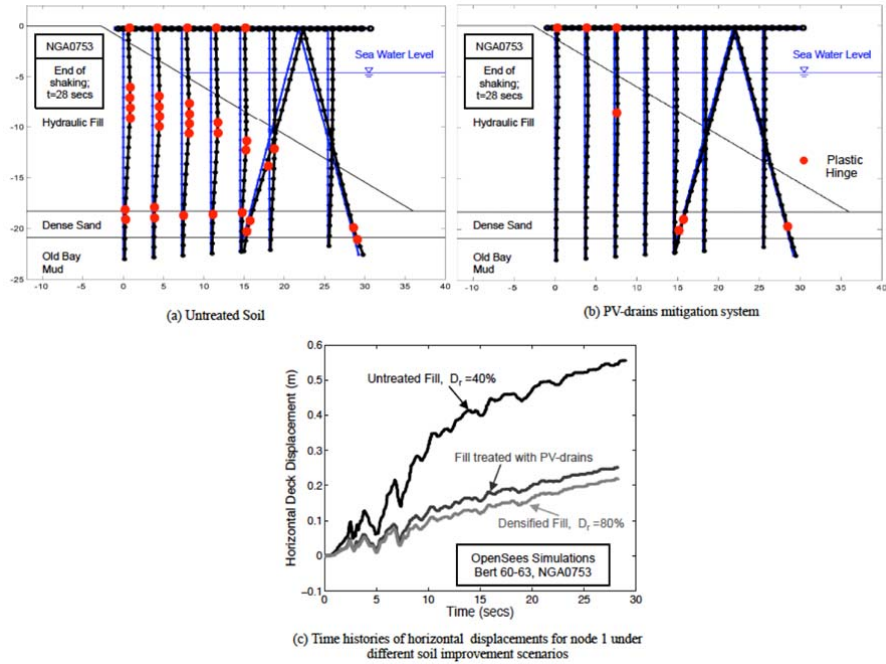 0
-5
-10
-15
-20
-25
NGA0753
End of
shaking;
t=28 secs
Hydraulic Fill
Dense Sand
Old Bay
Mud
Sea Water Level
-10 -5 0 5 10 15 20 25 30 35 40
(a) Untreated Soil
0
-5
-10
-15
-20
-25
NGA0753
End of
shaking;
t=28 secs
Hydraulic Fill
Dense Sand
Old Bay
Mud
Sea Water Level
Plastic
Hinge
-10 -5 0 5 10 15 20 25 30 35 40
(b) PV-drains mitigation system
Horizontal Deck Displacement (m)
0.6
0.5
0.4
0.3
0.2
0.1
0
−0.1
Untreated Fill, Dr =40%
Fill treated with PV-drains
Densified Fill, Dr =80%
OpenSees Simulations
Bert 60-63, NGA0753
0 5 10 15 20 25 30
Time (secs)
(c) Time histories of horizontal displacements for node 1 under
different soil improvement scenarios